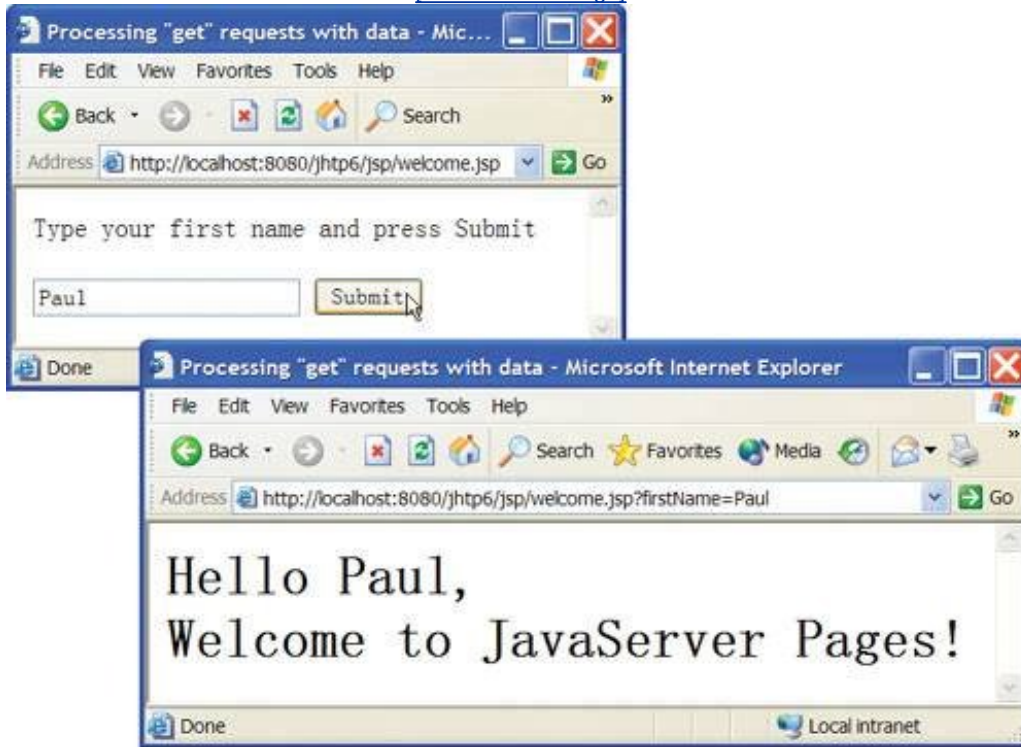 Processing "get" requests with data - Mic...
File Edit View Favorites Tools Help
Back Search »
Address http://localhost:8080/jhtp6/jsp/welcome.jsp Go
Type your first name and press Submit
Paul Submit
Done
Processing "get" requests with data - Microsoft Internet Explorer
File Edit View Favorites Tools Help
Back Search Favorites Media »
Address http://localhost:8080/jhtp6/jsp/welcome.jsp?firstName=Paul Go
Hello Paul,
Welcome to JavaServer Pages!
Done Local intranet